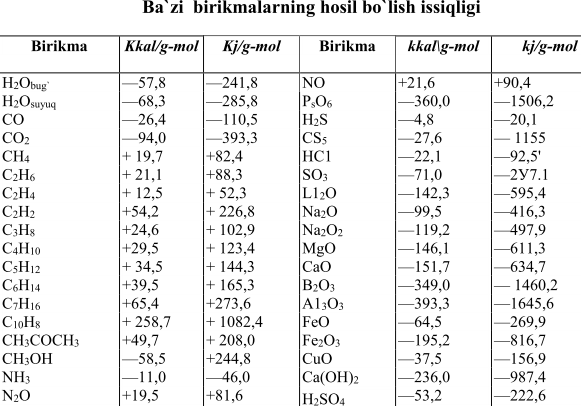 Ba`zi birikmalarning hosil bo`lish issiqligi
Birikma Kkal/g-mol Kj/g-mol Birikma kkal\g-mol kj/g-mol
H₂Obug` —57,8 —241,8 NO +21,6 +90,4
H₂Osuyuq —68,3 —285,8 PsO₆ —360,0 —1506,2
CO —26,4 —110,5 H₂S —4,8 —20,1
CO₂ —94,0 —393,3 CS₅ —27,6 — 1155
CH₄ + 19,7 +82,4 HC1 —22,1 —92,5'
C₂H₆ + 21,1 +88,3 SO₃ —71,0 —2У7.1
C₂H₄ + 12,5 + 52,3 L1₂O —142,3 —595,4
C₂H₂ +54,2 + 226,8 Na₂O —99,5 —416,3
C₃H₈ +24,6 + 102,9 Na₂O₂ —119,2 —497,9
C₄H₁₀ +29,5 + 123,4 MgO —146,1 —611,3
C₅H₁₂ + 34,5 + 144,3 CaO —151,7 —634,7
C₆H₁₄ +39,5 + 165,3 B₂O₃ —349,0 — 1460,2
C₇H₁₆ +65,4 +273,6 A1₃O₃ —393,3 —1645,6
C₁₀H₈ + 258,7 + 1082,4 FeO —64,5 —269,9
CH₃COCH₃ +49,7 + 208,0 Fe₂O₃ —195,2 —816,7
CH₃OH —58,5 +244,8 CuO —37,5 —156,9
NH₃ —11,0 —46,0 Ca(OH)₂ —236,0 —987,4
N₂O +19,5 +81,6 H₂SO₄ —53,2 —222,6